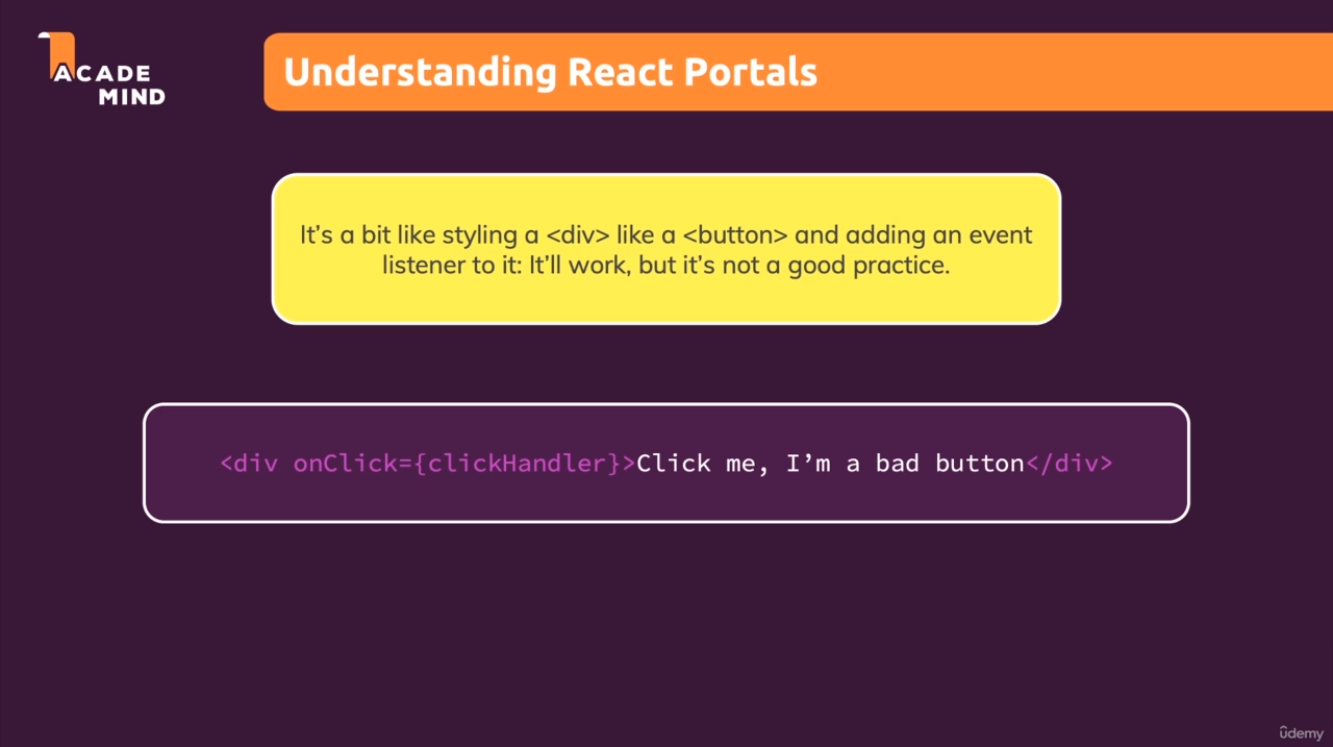 ACADE
MIND
Understanding React Portals
It's a bit like styling a <div> like a <button> and adding an event
listener to it: It'll work, but it's not a good practice.
<div onClick={clickHandler}>Click me, I’m a bad button</div>
ûdemy